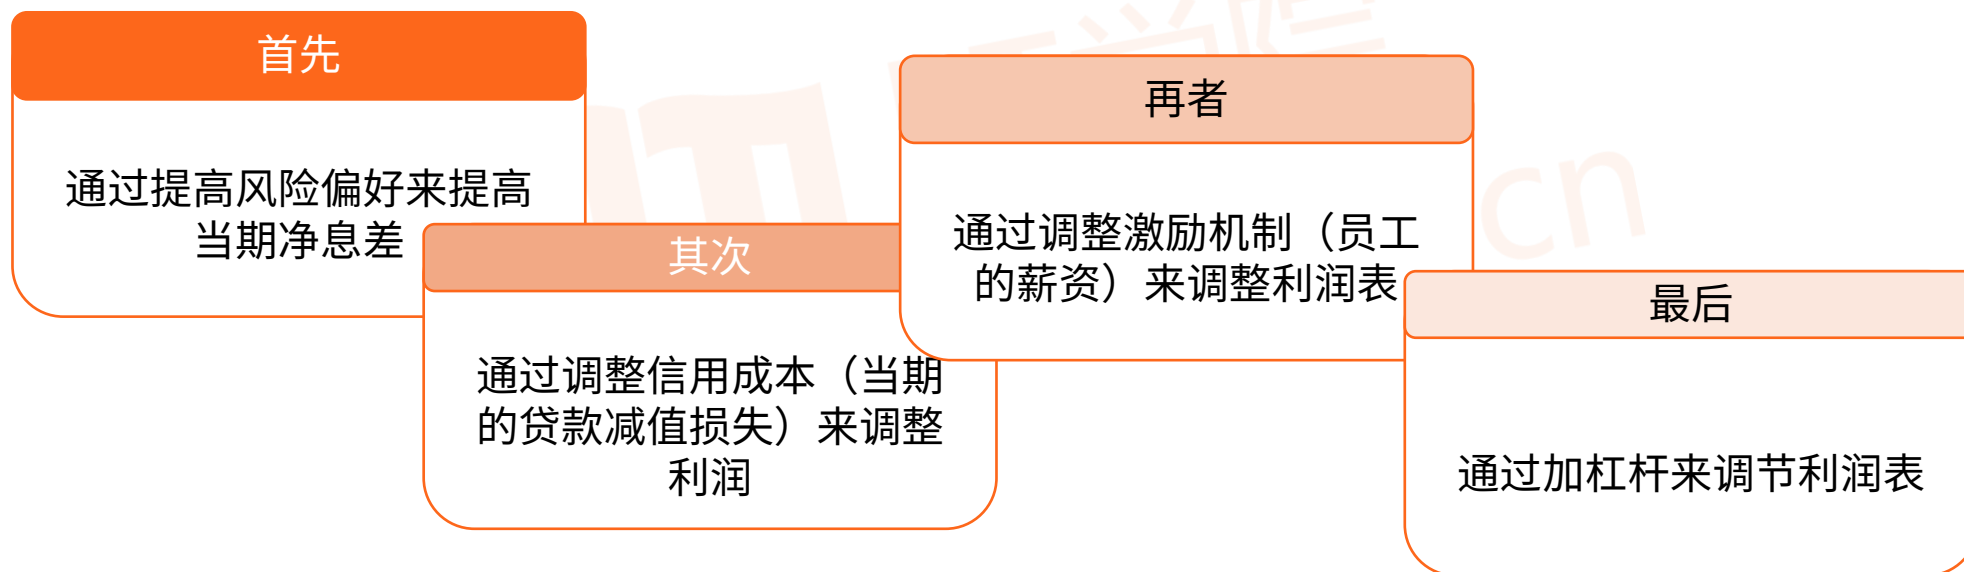 首先
通过提高风险偏好来提高
当期净息差
其次
通过调整信用成本（当期
的贷款减值损失）来调整
利润
再者
通过调整激励机制（员工
的薪资）来调整利润表
最后
通过加杠杆来调节利润表
学院
cn